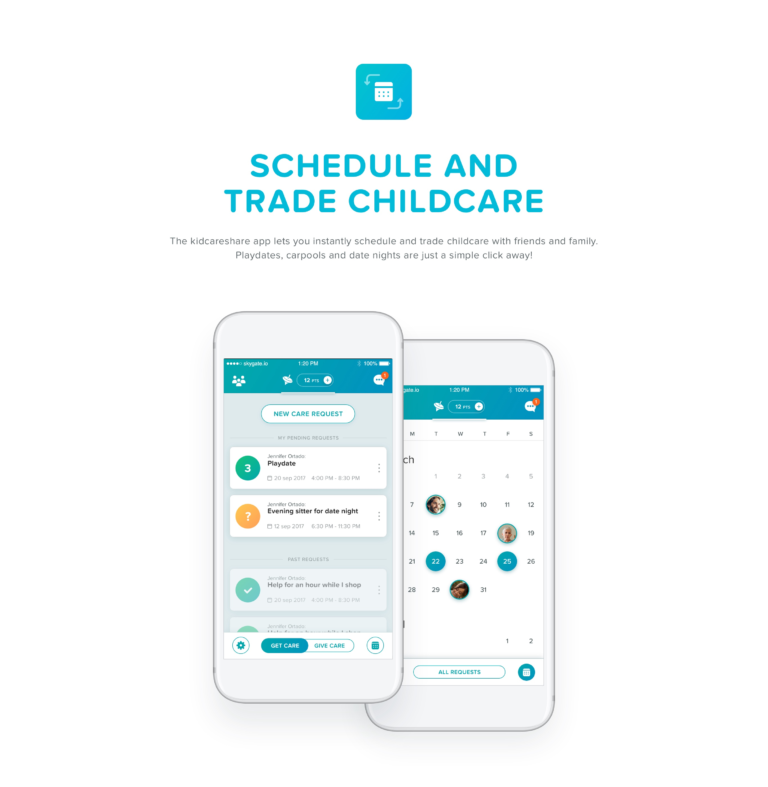 SCHEDULE AND
TRADE CHILDCARE
The kidcareshare app lets you instantly schedule and trade childcare with friends and family.
Playdates, carpools and date nights are just a simple click away!
skygate.io 1:20 PM 100%
12 PTS + 1
NEW CARE REQUEST
MY PENDING REQUESTS
Jennifer Ortado
3 Playdate
20 sep 2017 4:00 PM - 8:30 PM
Jennifer Ortado
? Evening sitter for date night
12 sep 2017 6:30 PM - 11:30 PM
PAST REQUESTS
Jennifer Ortado
Help for an hour while I shop
20 sep 2017 4:00 PM - 8:30 PM
GET CARE GIVE CARE
gate.io 1:20 PM 100%
12 PTS + 1
M T W T F S
ch
1 2 3 4 5
7 9 10 11 12
14 15 16 17 19
21 22 23 24 25 26
28 29 31
1 2
ALL REQUESTS